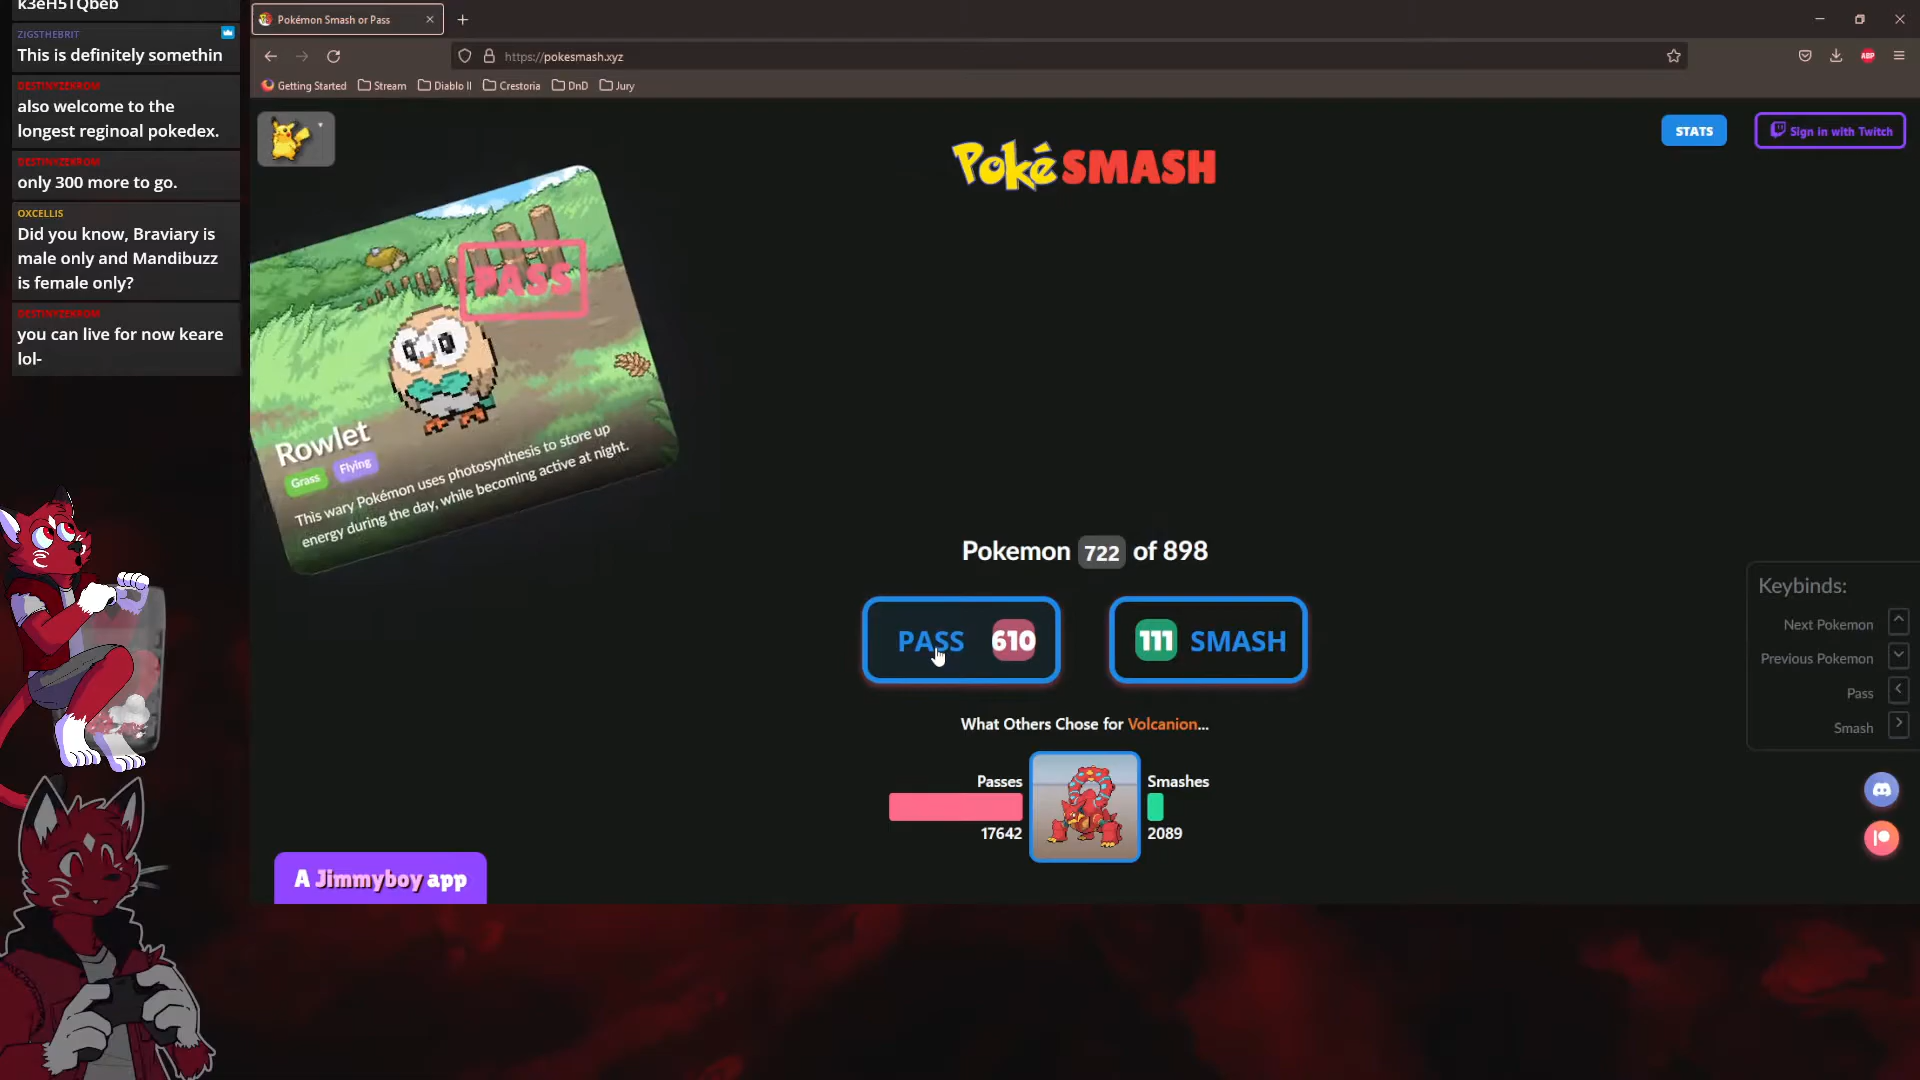 k3eH51Qbeb
ZIGSTHEBRIT
This is definitely somethin
DESTINYZEKROM
also welcome to the
longest reginoal pokedex.
DESTINYZEKROM
only 300 more to go.
OXCELLIS
Did you know, Braviary is
male only and Mandibuzz
is female only?
DESTINYZEKROM
you can live for now keare
lol-
Pokémon Smash or Pass
https://pokesmash.xyz
ABP
Getting Started
Stream
Diablo II
Crestoria
DnD
Jury
Poké SMASH
STATS
Sign in with Twitch
PASS
Rowlet
Grass
Flying
This wary Pokémon uses photosynthesis to store up
energy during the day, while becoming active at night.
Pokemon 722 of 898
PASS 610
111 SMASH
What Others Chose for Volcanion...
Passes
17642
Smashes
2089
Keybinds:
Next Pokemon
Previous Pokemon
Pass
Smash
A Jimmyboy app